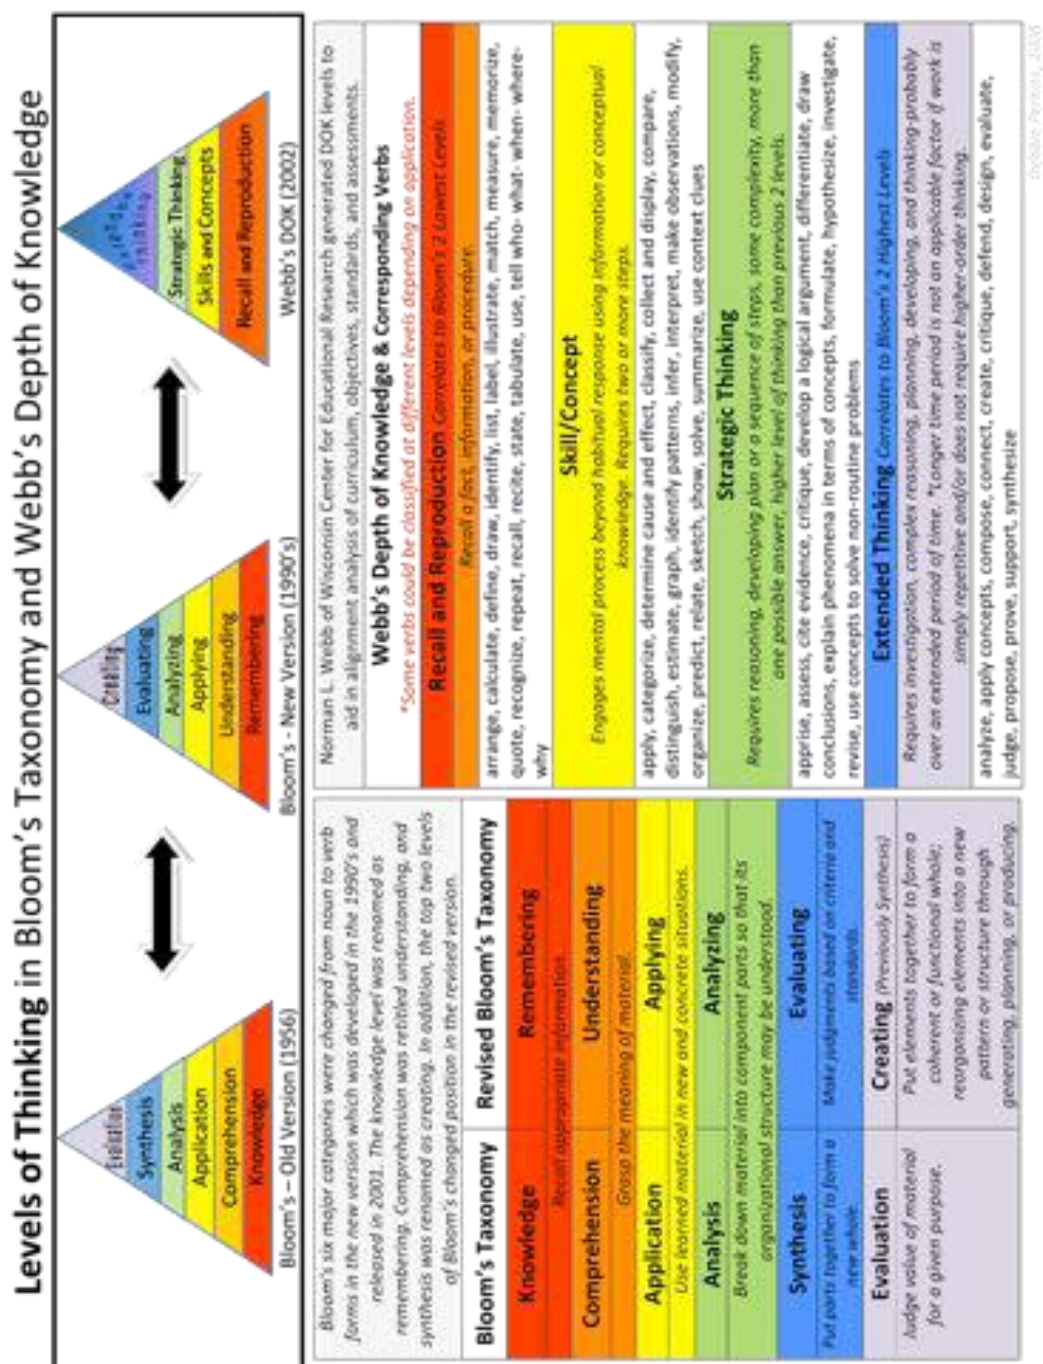 Levels of Thinking in Bloom's Taxonomy and Webb's Depth of Knowledge
Evaluation
Synthesis
Analysis
Application
Comprehension
Knowledge
Bloom's – Old Version (1956)
Creating
Evaluating
Analyzing
Applying
Understanding
Remembering
Bloom's - New Version (1990's)
Extended
Thinking
Strategic Thinking
Skills and Concepts
Recall and Reproduction
Webb's DOK (2002)
Bloom's six major categories were changed from noun to verb
forms in the new version which was developed in the 1990's and
released in 2001. The knowledge level was renamed as
remembering. Comprehension was retitled understanding, and
synthesis was renamed as creating. In addition, the top two levels
of Bloom's changed position in the revised version.
Bloom's Taxonomy Revised Bloom's Taxonomy
Knowledge Remembering
Recall appropriate information.
Comprehension Understanding
Grasp the meaning of material.
Application Applying
Use learned material in new and concrete situations.
Analysis Analyzing
Break down material into component parts so that its
organizational structure may be understood.
Synthesis Evaluating
Put parts together to form a Make judgments based on criteria and
new whole. standards.
Evaluation Creating (Previously Synthesis)
Judge value of material Put elements together to form a
for a given purpose. coherent or functional whole;
reorganizing elements into a new
pattern or structure through
generating, planning, or producing.
Norman L. Webb of Wisconsin Center for Educational Research generated DOK levels to
aid in alignment analysis of curriculum, objectives, standards, and assessments.
Webb's Depth of Knowledge & Corresponding Verbs
*Some verbs could be classified at different levels depending on application.
Recall and Reproduction Correlates to Bloom's 2 Lowest Levels
Recall a fact, information, or procedure.
arrange, calculate, define, draw, identify, list, label, illustrate, match, measure, memorize,
quote, recognize, repeat, recall, recite, state, tabulate, use, tell who- what- when- where-
why
Skill/Concept
Engages mental process beyond habitual response using information or conceptual
knowledge. Requires two or more steps.
apply, categorize, determine cause and effect, classify, collect and display, compare,
distinguish, estimate, graph, identify patterns, infer, interpret, make observations, modify,
organize, predict, relate, sketch, show, solve, summarize, use context clues
Strategic Thinking
Requires reasoning, developing plan or a sequence of steps, some complexity, more than
one possible answer, higher level of thinking than previous 2 levels.
apprise, assess, cite evidence, critique, develop a logical argument, differentiate, draw
conclusions, explain phenomena in terms of concepts, formulate, hypothesize, investigate,
revise, use concepts to solve non-routine problems
Extended Thinking Correlates to Bloom's 2 Highest Levels
Requires investigation, complex reasoning, planning, developing, and thinking-probably
over an extended period of time. *Longer time period is not an applicable factor if work is
simply repetitive and/or does not require higher-order thinking.
analyze, apply concepts, compose, connect, create, critique, defend, design, evaluate,
judge, propose, prove, support, synthesize